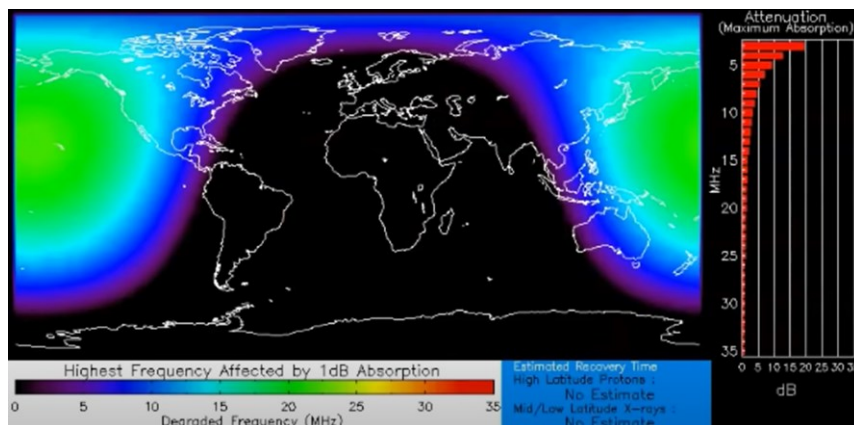 Attenuation
(Maximum Absorption)
5
10
15
20
25
30
35
MHz
0 5 10 15 20 25 30 35
dB
Highest Frequency Affected by 1dB Absorption
0 5 10 15 20 25 30 35
Degraded Frequency (MHz)
Estimated Recovery Time
High Latitude Protons :
No Estimate
Mid/Low Latitude X-rays :
No Estimate